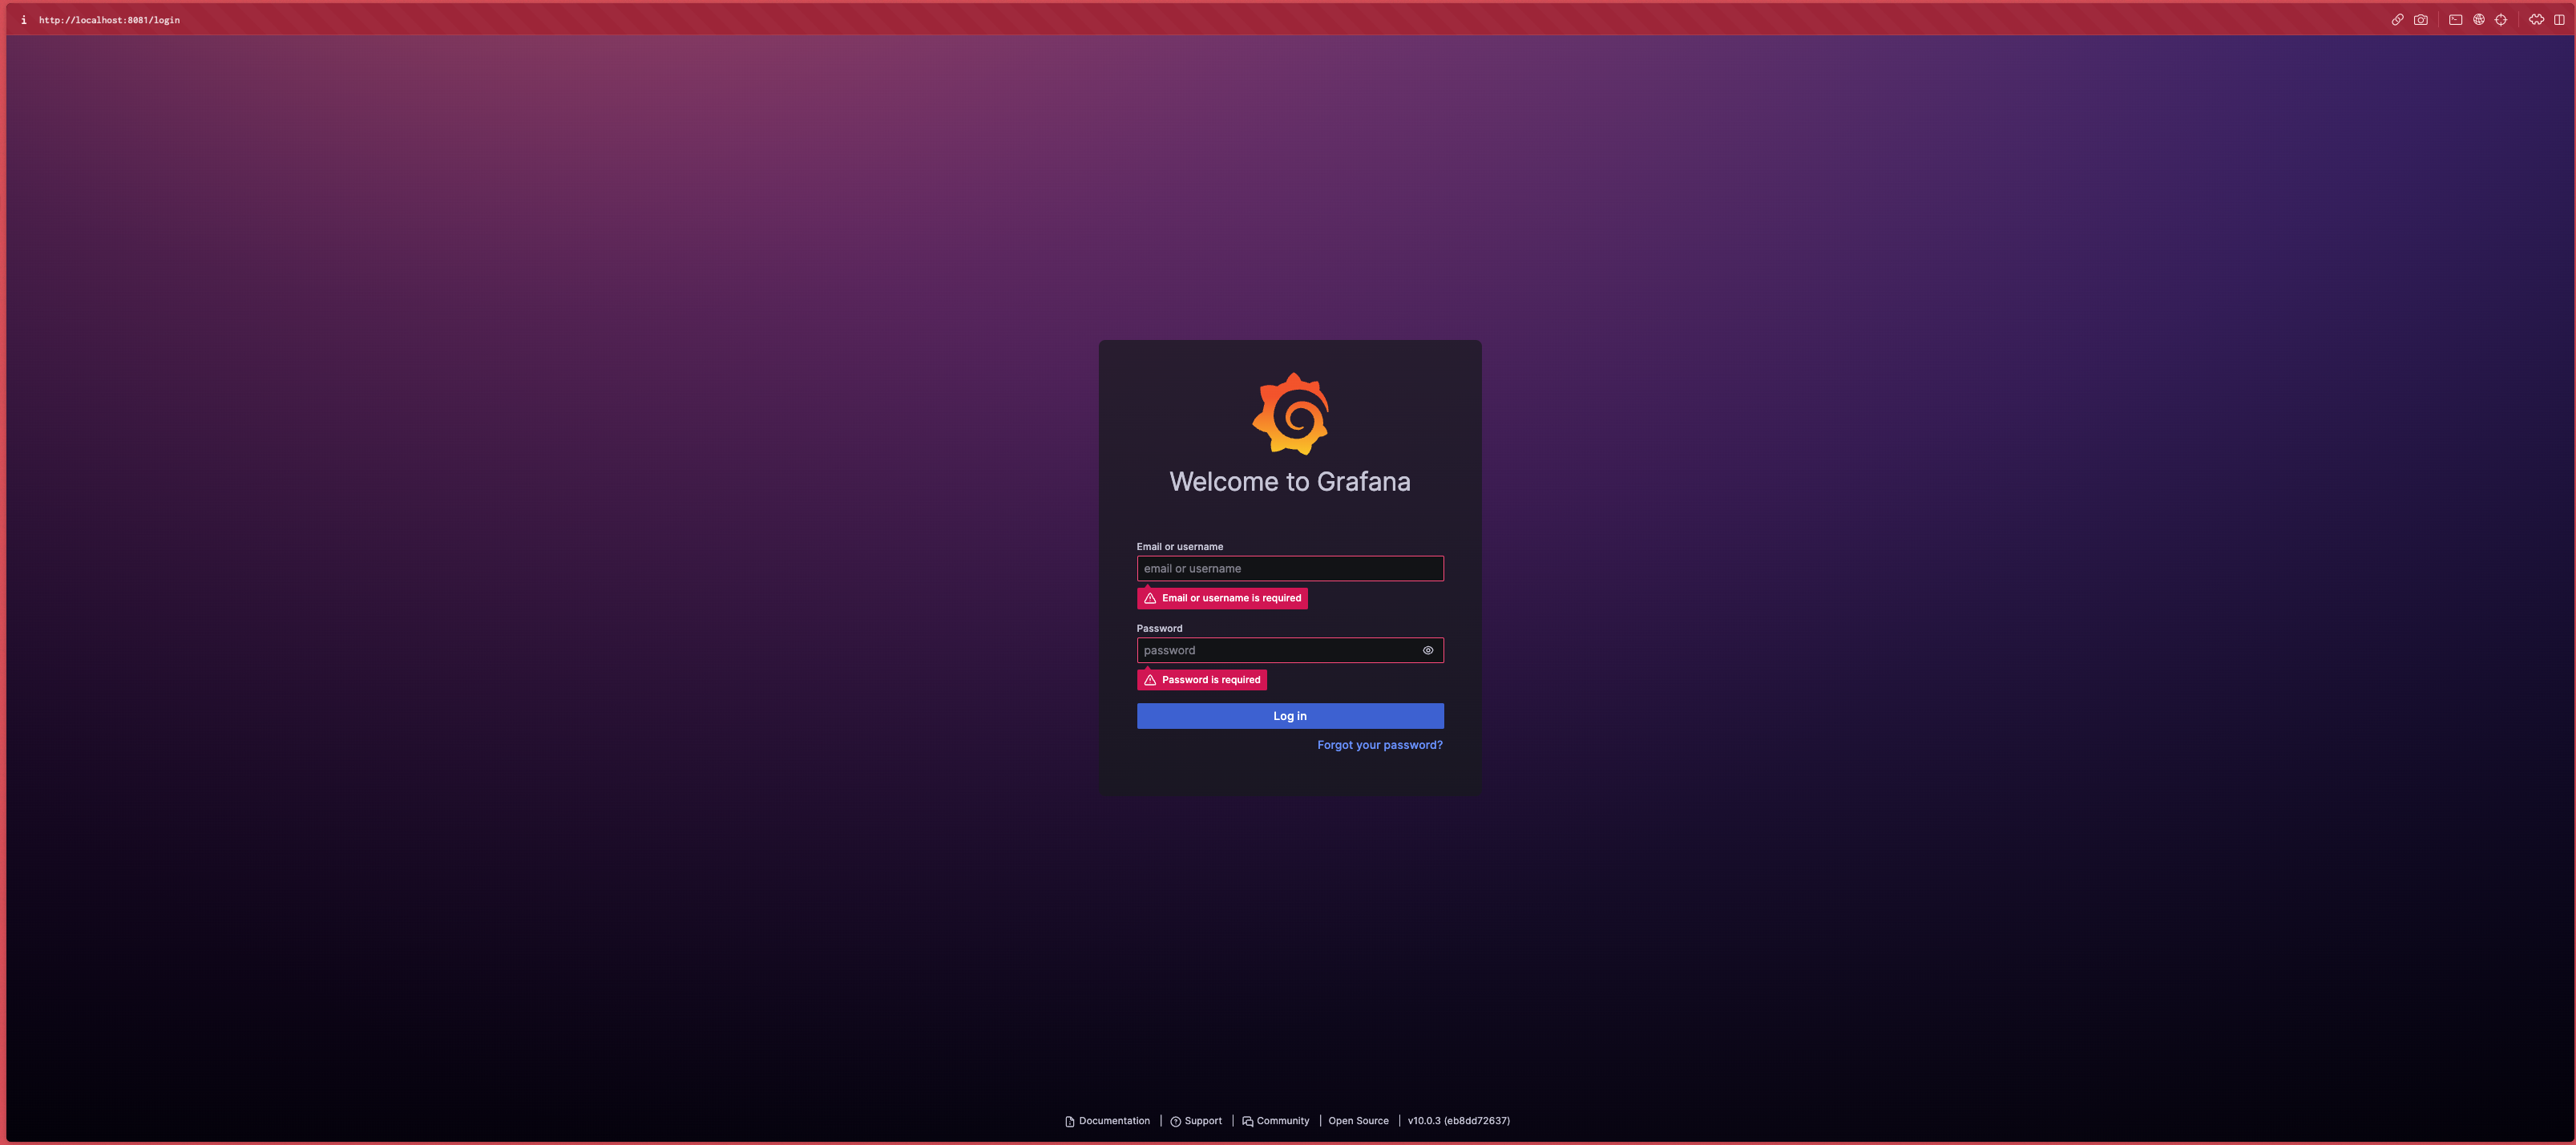 http://localhost:8081/login
Welcome to Grafana
Email or username
email or username
Email or username is required
Password
password
Password is required
Log in
Forgot your password?
Documentation | Support | Community | Open Source | v10.0.3 (eb8dd72637)